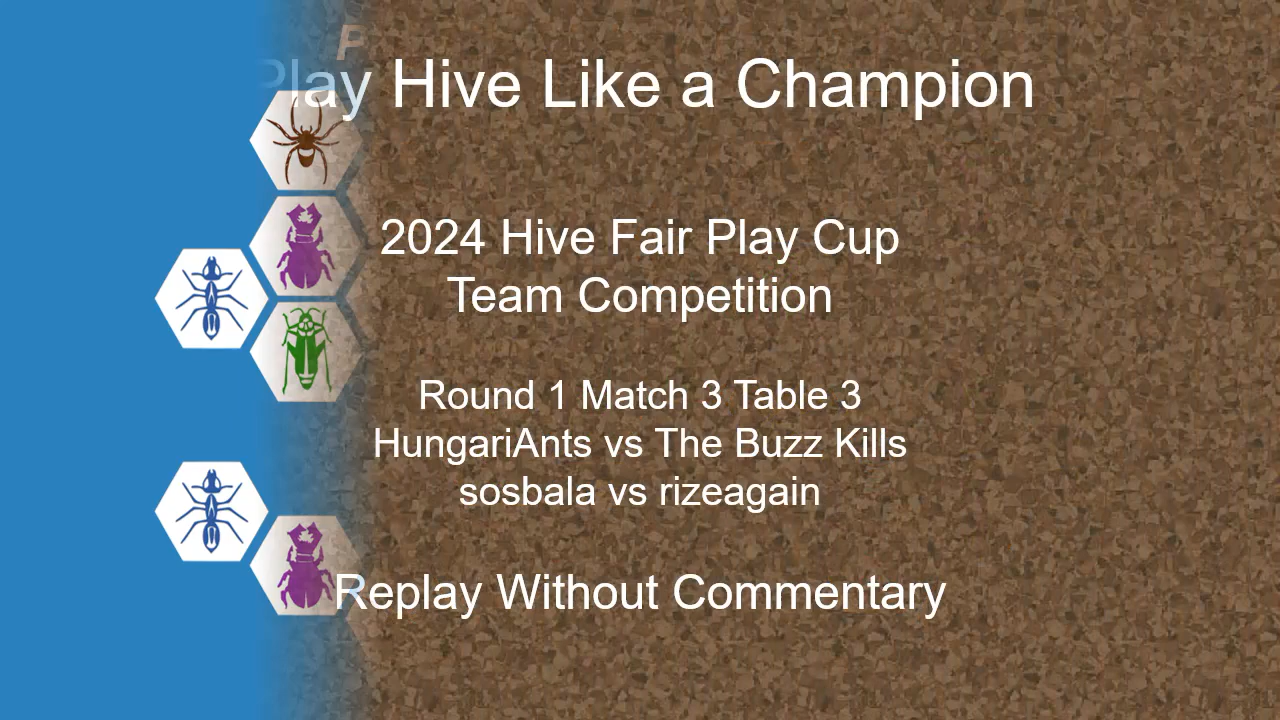 P
Play Hive Like a Champion
2024 Hive Fair Play Cup
Team Competition
Round 1 Match 3 Table 3
HungariAnts vs The Buzz Kills
sosbala vs rizeagain
Replay Without Commentary